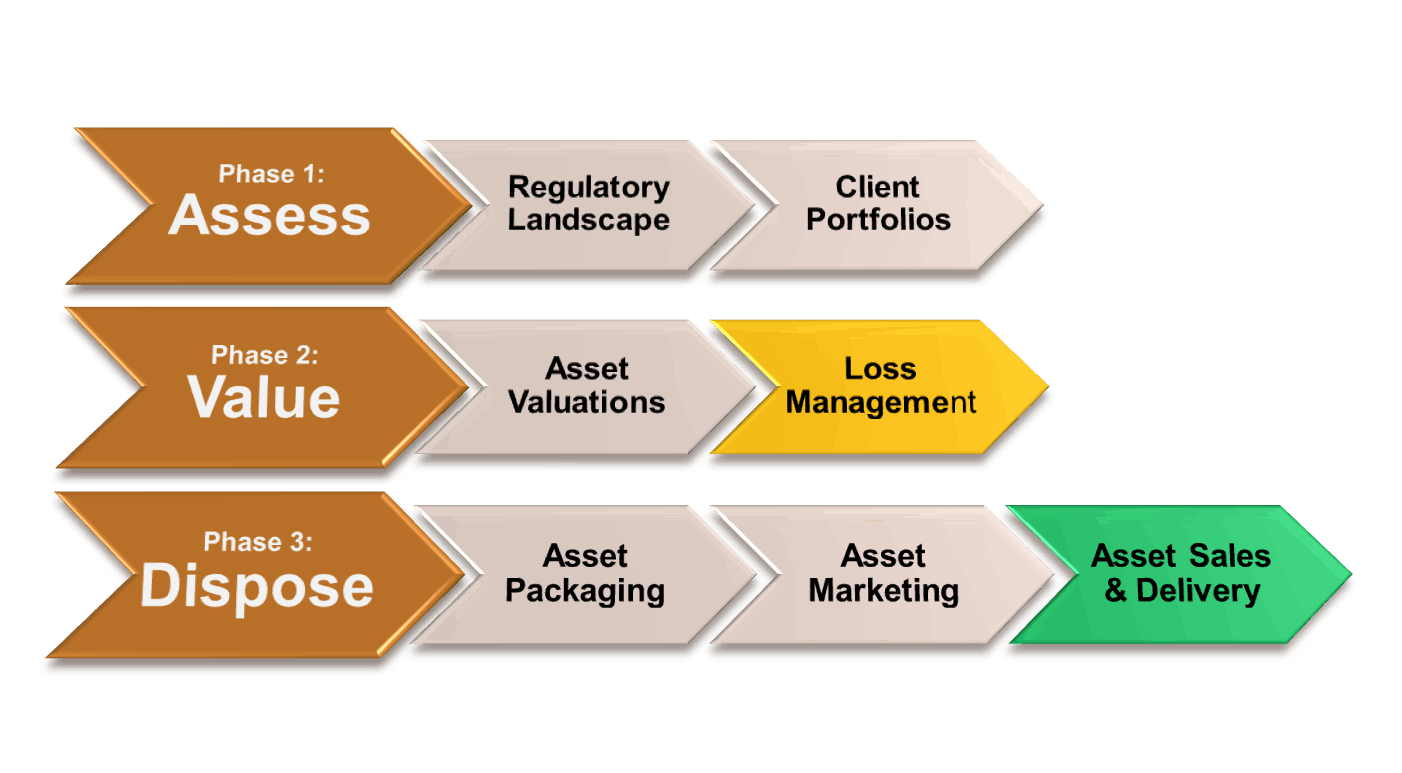 Phase 1:
Assess
Regulatory
Landscape
Client
Portfolios
Phase 2:
Value
Asset
Valuations
Loss
Management
Phase 3:
Dispose
Asset
Packaging
Asset
Marketing
Asset Sales
& Delivery